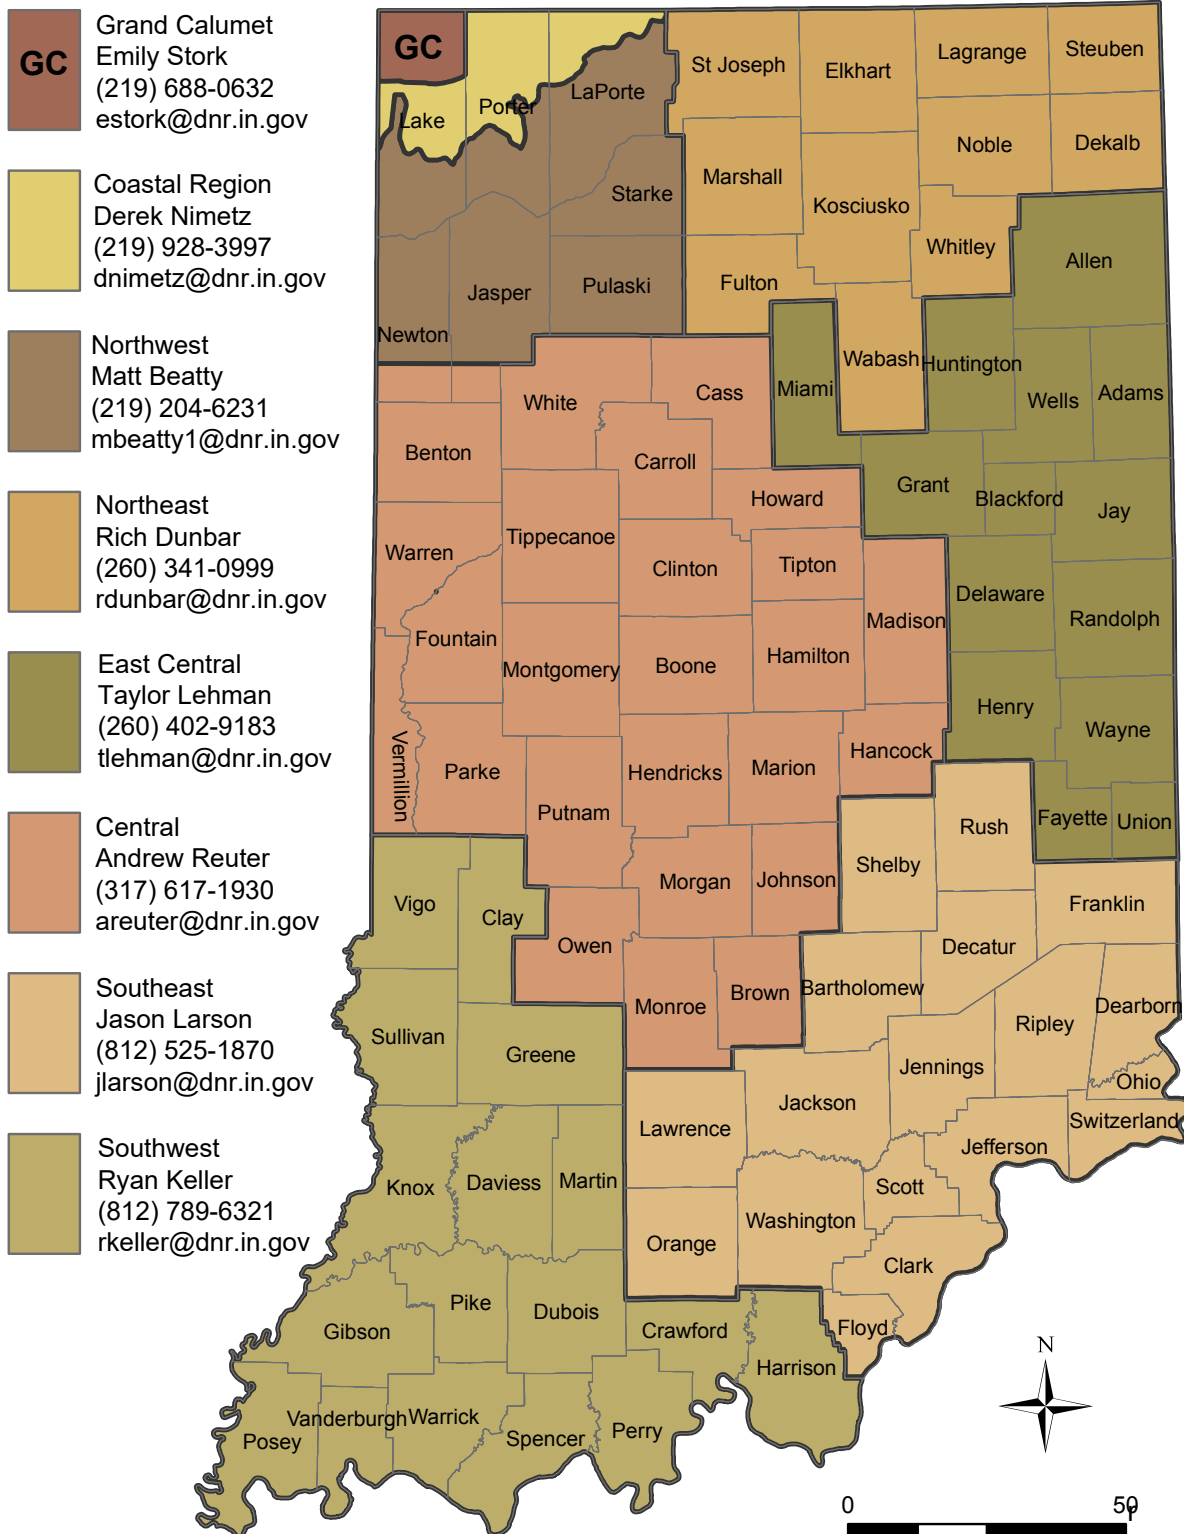 GC
Grand Calumet
Emily Stork
(219) 688-0632
estork@dnr.in.gov
Coastal Region
Derek Nimetz
(219) 928-3997
dnimetz@dnr.in.gov
Northwest
Matt Beatty
(219) 204-6231
mbeatty1@dnr.in.gov
Northeast
Rich Dunbar
(260) 341-0999
rdunbar@dnr.in.gov
East Central
Taylor Lehman
(260) 402-9183
tlehman@dnr.in.gov
Central
Andrew Reuter
(317) 617-1930
areuter@dnr.in.gov
Southeast
Jason Larson
(812) 525-1870
jlarson@dnr.in.gov
Southwest
Ryan Keller
(812) 789-6321
rkeller@dnr.in.gov
GC
Lake
Porter
LaPorte
St Joseph
Elkhart
Lagrange
Steuben
Noble
Dekalb
Marshall
Starke
Kosciusko
Whitley
Allen
Newton
Jasper
Pulaski
Fulton
Miami
Wabash
Huntington
Wells
Adams
White
Cass
Benton
Carroll
Howard
Grant
Blackford
Jay
Warren
Tippecanoe
Clinton
Tipton
Madison
Delaware
Randolph
Fountain
Montgomery
Boone
Hamilton
Henry
Wayne
Vermillion
Parke
Putnam
Hendricks
Marion
Hancock
Rush
Fayette
Union
Shelby
Morgan
Johnson
Franklin
Vigo
Clay
Owen
Decatur
Monroe
Brown
Bartholomew
Dearborn
Sullivan
Greene
Jennings
Ripley
Ohio
Jackson
Lawrence
Switzerland
Jefferson
Knox
Daviess
Martin
Scott
Washington
Orange
Clark
Gibson
Pike
Dubois
Crawford
Floyd
Harrison
Posey
Vanderburgh
Warrick
Spencer
Perry
N
0
50